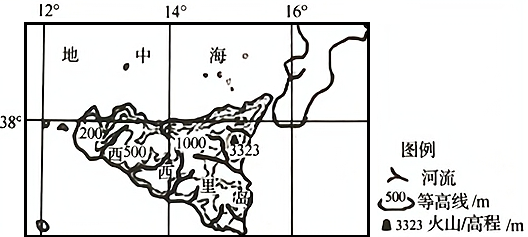 12° 14° 16°
地 中 海
38°
200 1000
西 500 3323
西
里
岛
图例
河流
500 等高线/m
3323 火山/高程/m